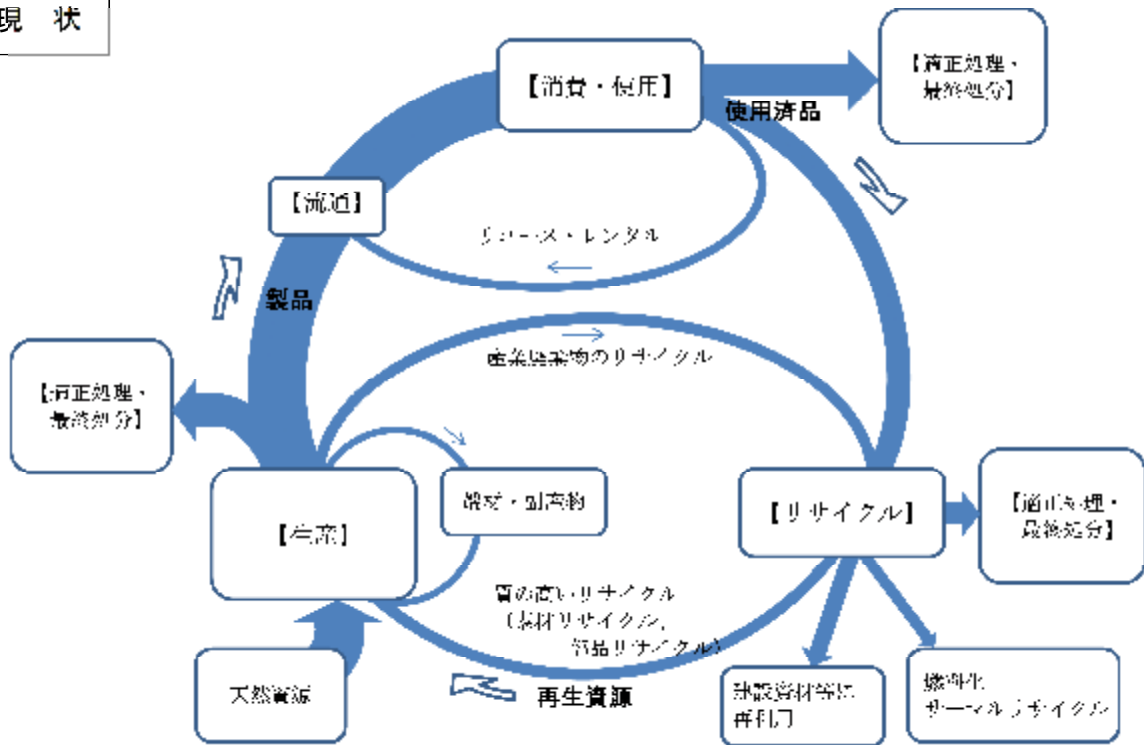 現 状
【消費・使用】
【適正処理・
最終処分】
使用済品
【流通】
リユース・レンタル
製品
産業廃棄物のリサイクル
【適正処理・
最終処分】
端材・副産物
【リサイクル】
【適正処理・
最終処分】
【生産】
質の高いリサイクル
（素材リサイクル、
部品リサイクル）
天然資源
再生資源
建設資材等に
再利用
燃料化
サーマルリサイクル